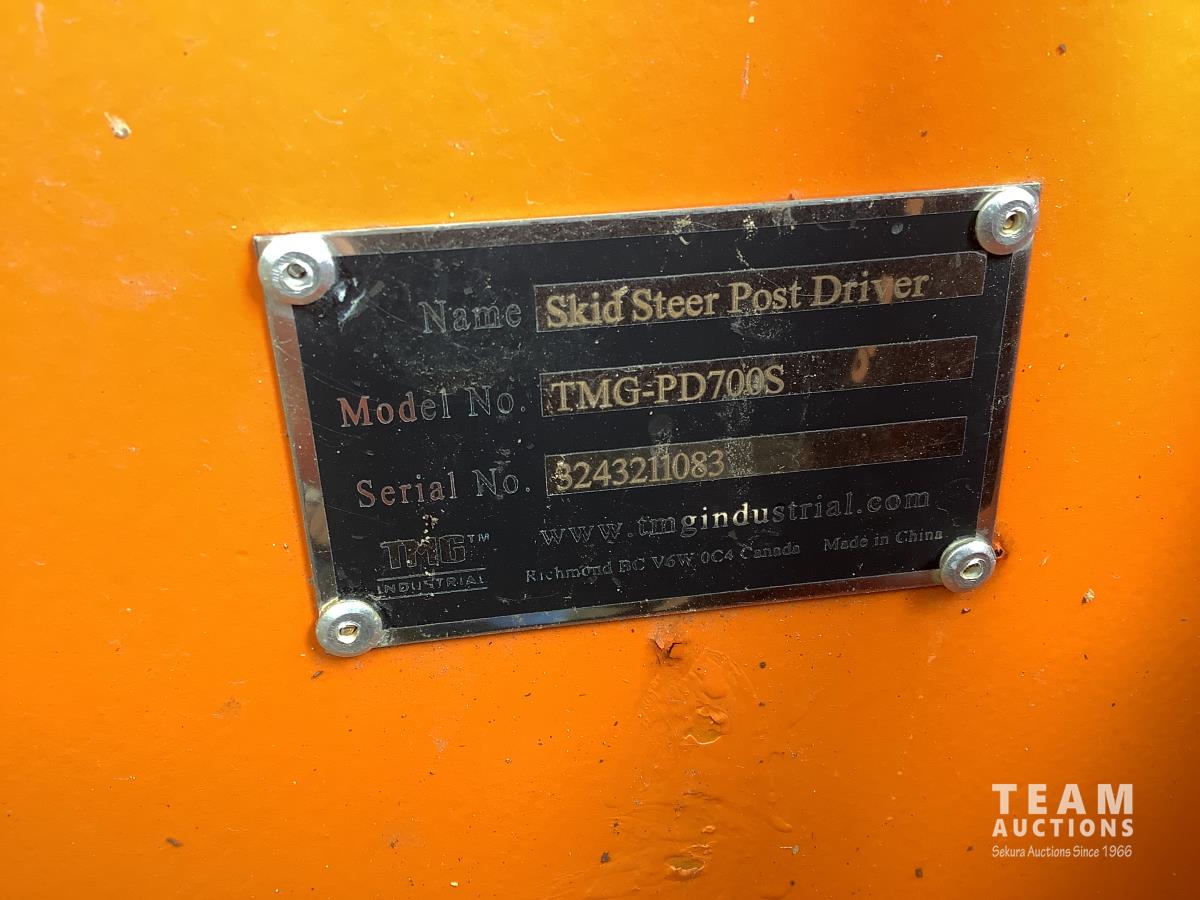 Name Skid Steer Post Driver
Model No. TMG-PD700S
Serial No. 3243211083
www.tmgindustrial.com
TMG™
INDUSTRIAL
Richmond BC V6W 0C4 Canada Made in China
TEAM
AUCTIONS
Sekura Auctions Since 1966